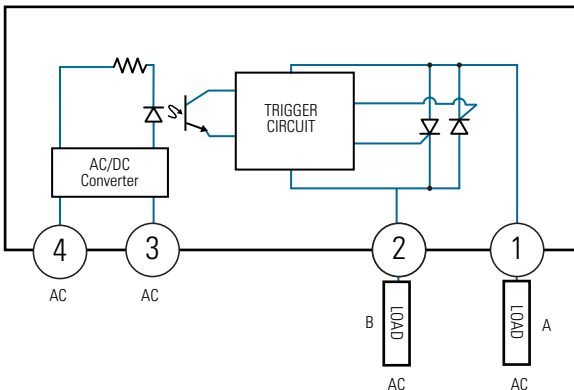 TRIGGER
CIRCUIT
AC/DC
Converter
4
3
2
1
AC
AC
B
LOAD
LOAD
A
AC
AC